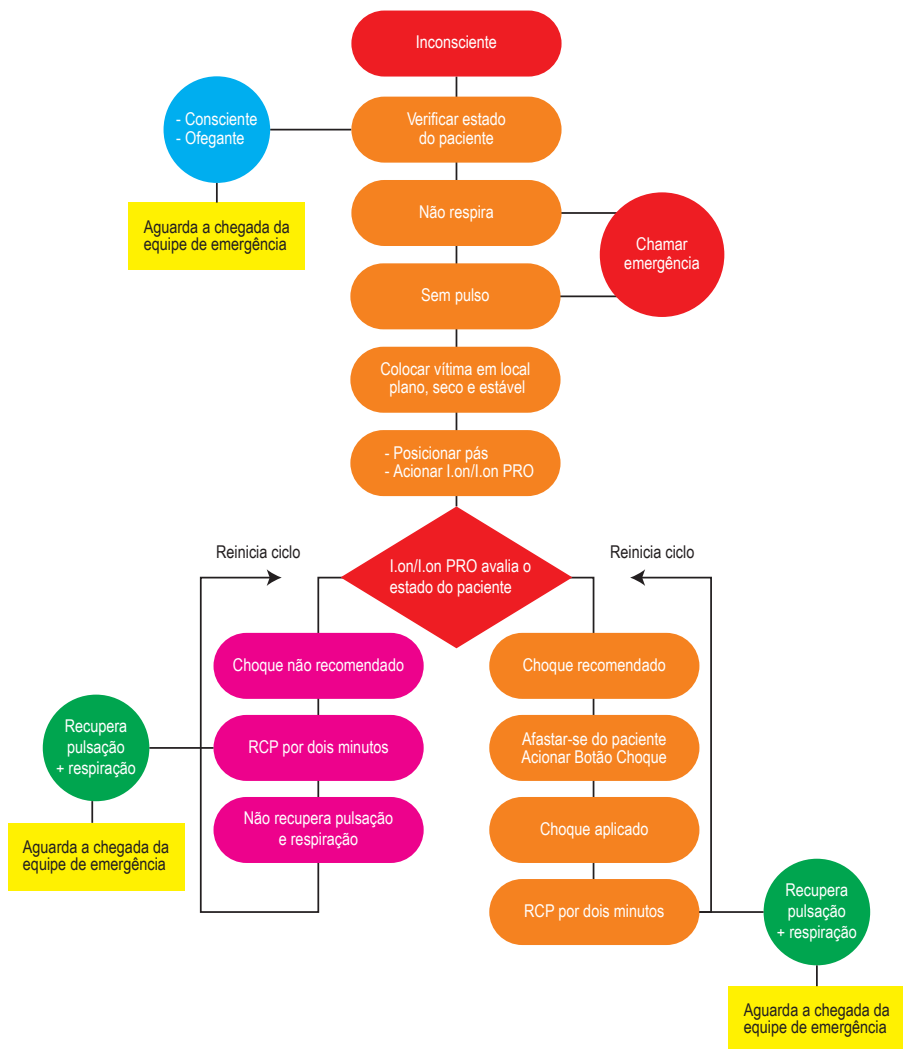 Inconsciente
- Consciente
- Ofegante
Verificar estado
do paciente
Aguarda a chegada da
equipe de emergência
Não respira
Chamar
emergência
Sem pulso
Colocar vítima em local
plano, seco e estável
- Posicionar pás
- Acionar I.on/I.on PRO
Reinicia ciclo
I.on/I.on PRO avalia o
estado do paciente
Reinicia ciclo
Choque não recomendado
RCP por dois minutos
Não recupera pulsação
e respiração
Recupera
pulsação
+ respiração
Aguarda a chegada da
equipe de emergência
Choque recomendado
Afastar-se do paciente
Acionar Botão Choque
Choque aplicado
RCP por dois minutos
Recupera
pulsação
+ respiração
Aguarda a chegada da
equipe de emergência